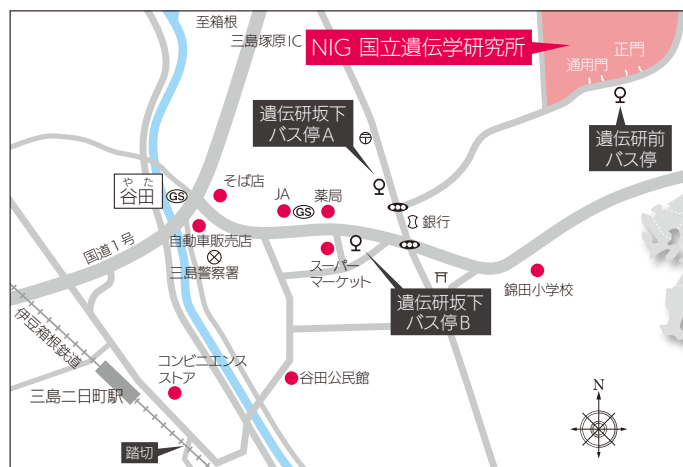 至箱根
三島塚原IC
NIG 国立遺伝学研究所
正門
通用門
遺伝研坂下
バス停A
遺伝研前
バス停
やた
谷田
GS
そば店
JA
GS
薬局
銀行
国道1号
自動車販売店
三島警察署
スーパー
マーケット
遺伝研坂下
バス停B
錦田小学校
伊豆箱根鉄道
コンビニエンス
ストア
谷田公民館
三島二日町駅
踏切
N